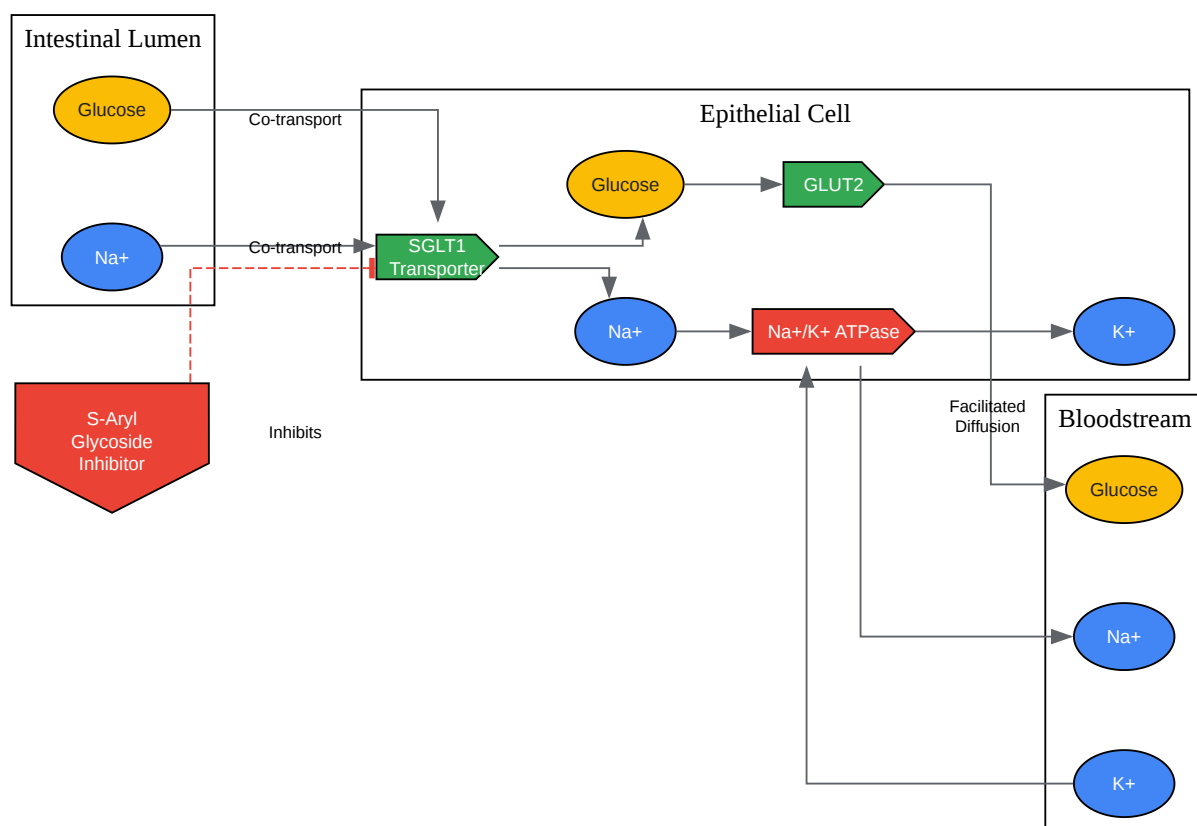 Intestinal Lumen
Glucose
Co-transport
Epithelial Cell
Glucose
GLUT2
Na+
Co-transport
SGLT1
Transporter
Na+
Na+/K+ ATPase
K+
S-Aryl
Glycoside
Inhibitor
Inhibits
Facilitated
Diffusion
Bloodstream
Glucose
Na+
K+